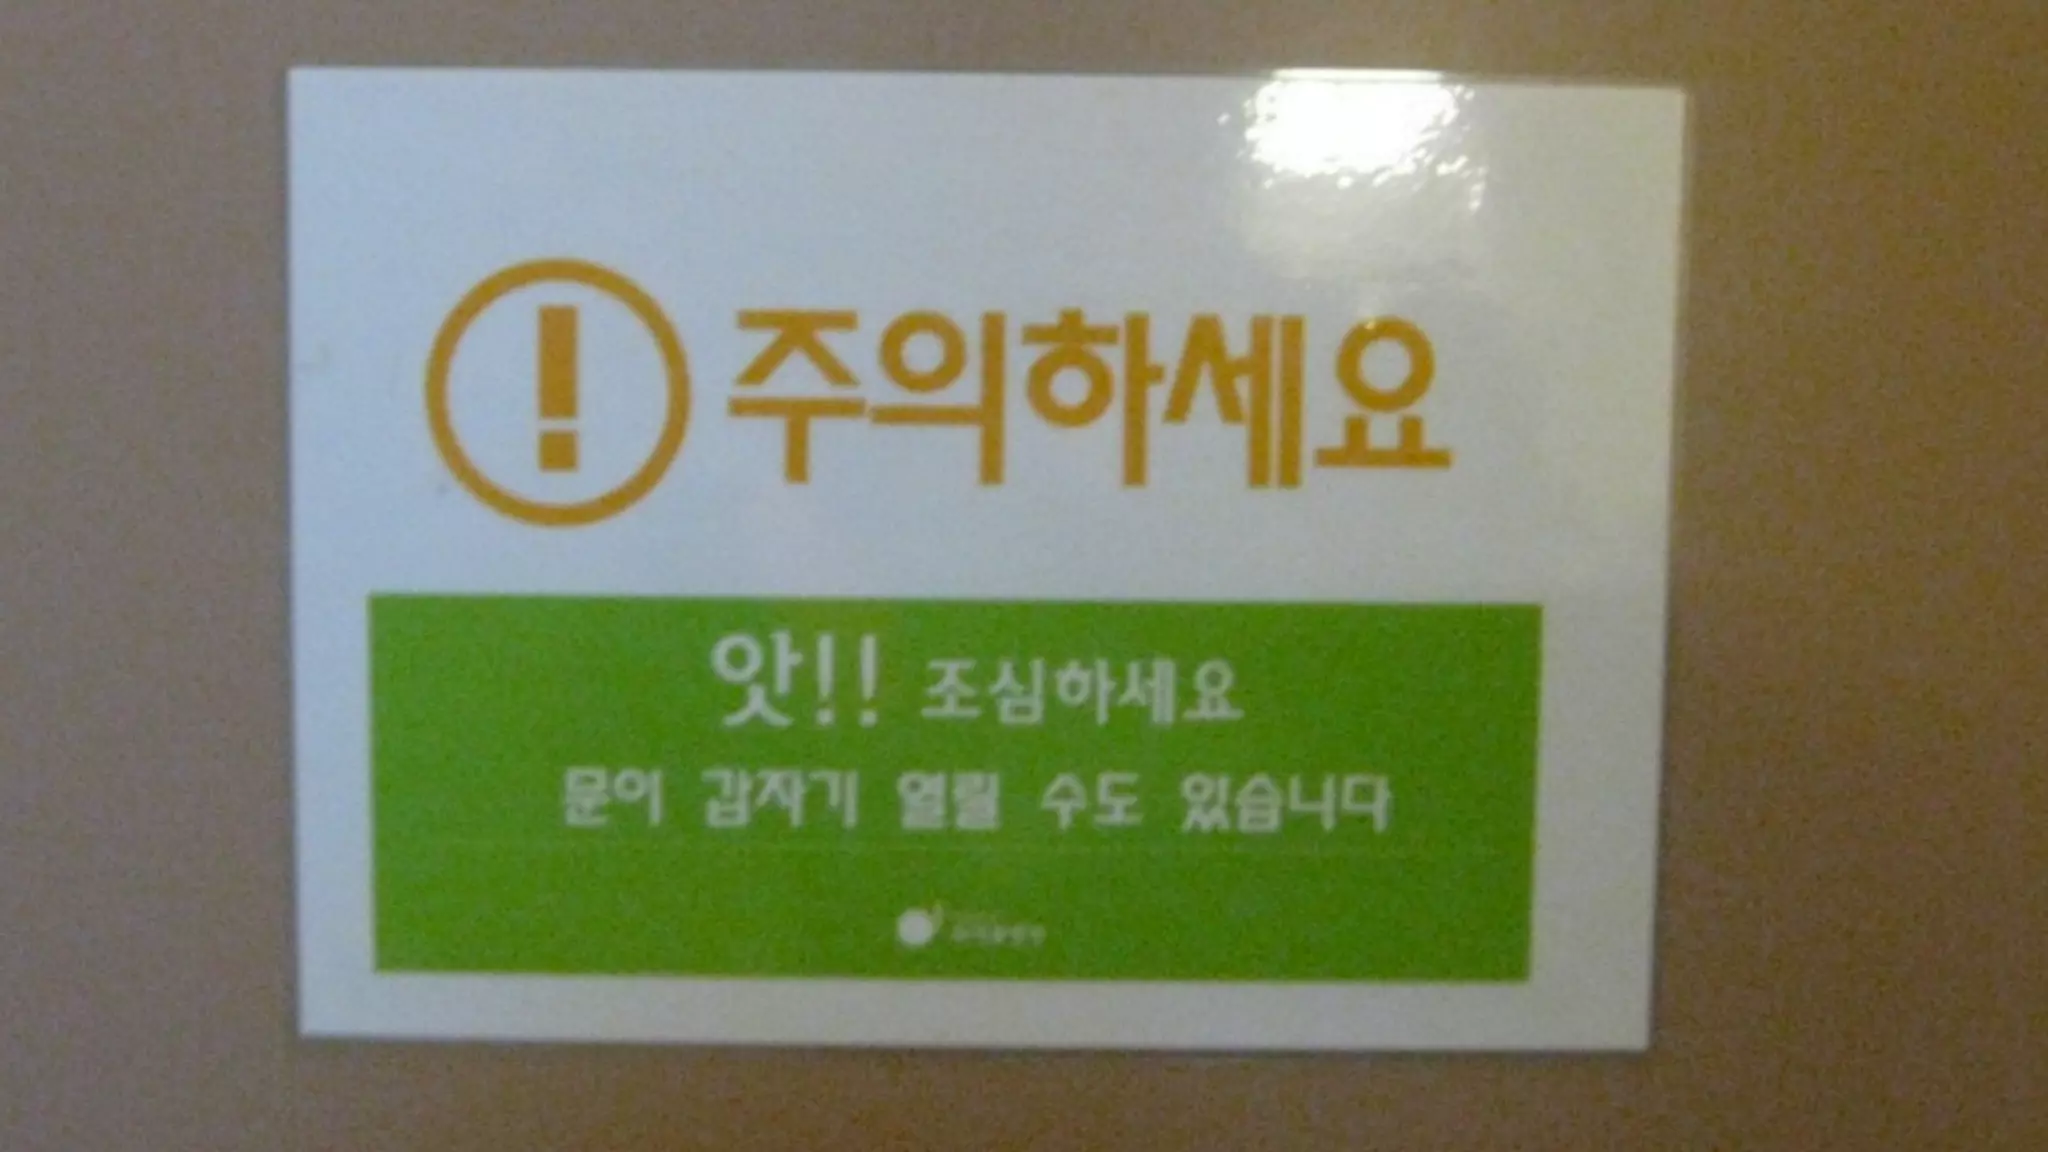 ! 주의하세요
앗!! 조심하세요
문이 갑자기 열릴 수도 있습니다